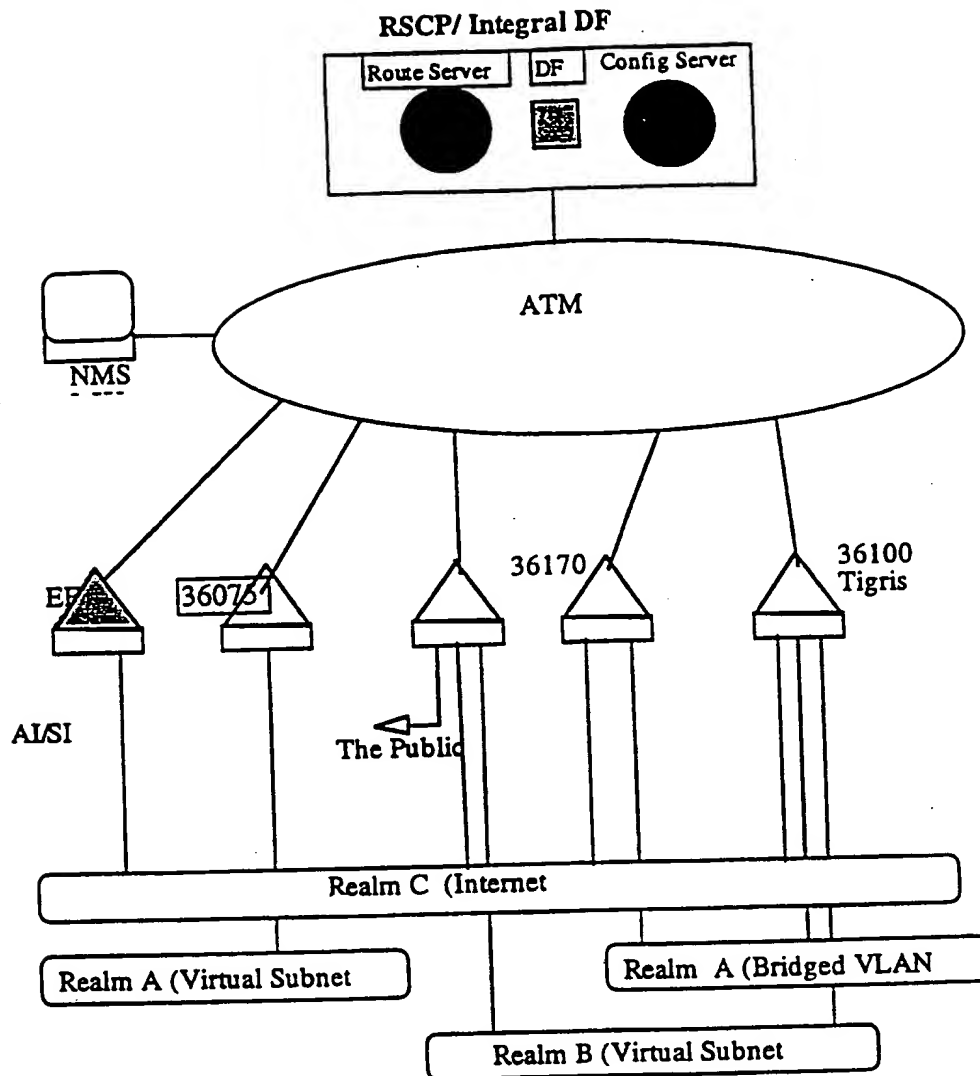 RSCP/ Integral DF
Route Server
DF
Config Server
ATM
NMS
36170
36100
Tigris
36075
AI/SI
The Public
Realm C (Internet
Realm A (Virtual Subnet
Realm A (Bridged VLAN
Realm B (Virtual Subnet